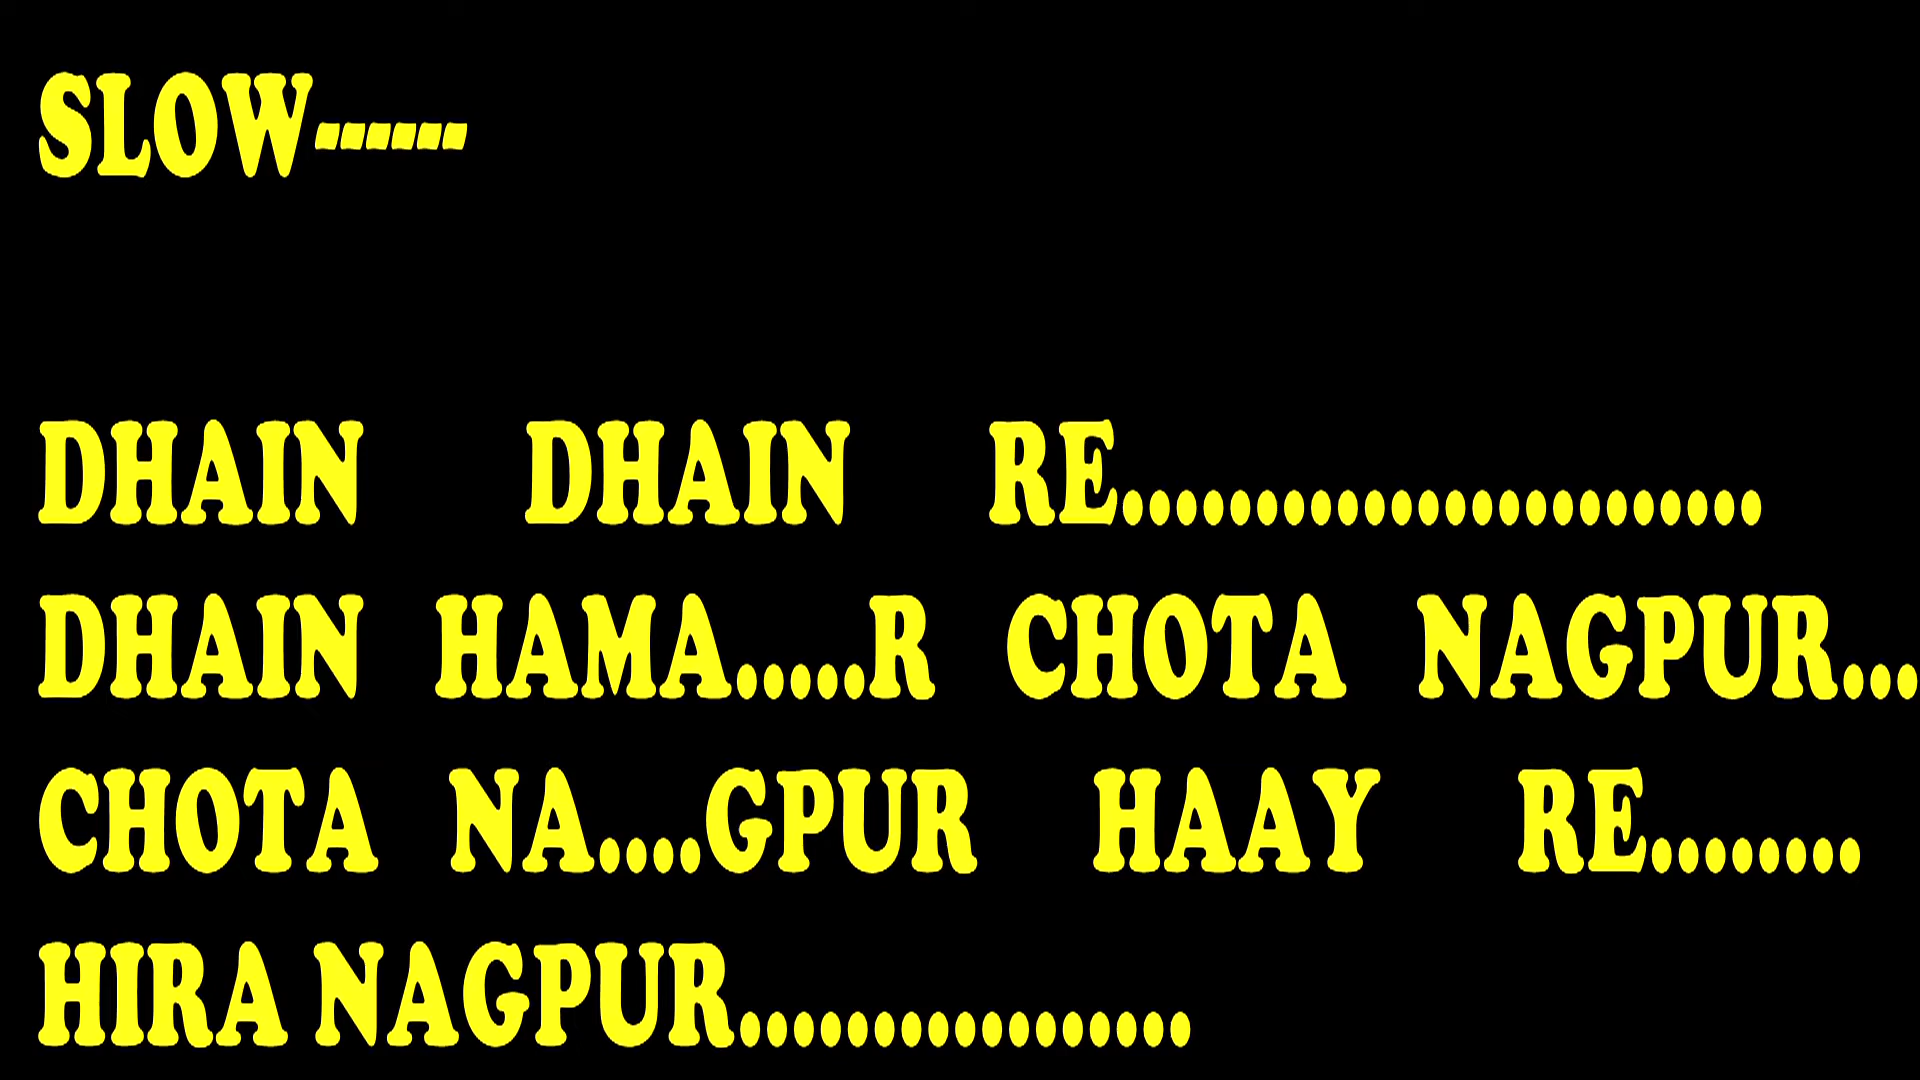 SLOW------
DHAIN DHAIN RE........................
DHAIN HAMA.....R CHOTA NAGPUR...
CHOTA NA....GPUR HAAY RE........
HIRA NAGPUR.................